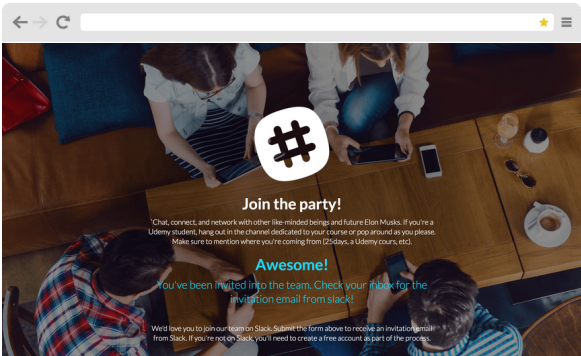 Join the party!
`Chat, connect, and network with other like-minded beings and future Elon Musks. If you're a
Udemy student, hang out in the channel dedicated to your course or pop around as you please.
Make sure to mention where you're coming from (25days, a Udemy cours, etc).
Awesome!
You've been invited into the team. Check your inbox for the
invitation email from slack!
We'd love you to join our team on Slack. Submit the form above to receive an invitation email
from Slack. If you're not on Slack, you'll need to create a free account as part of the process.